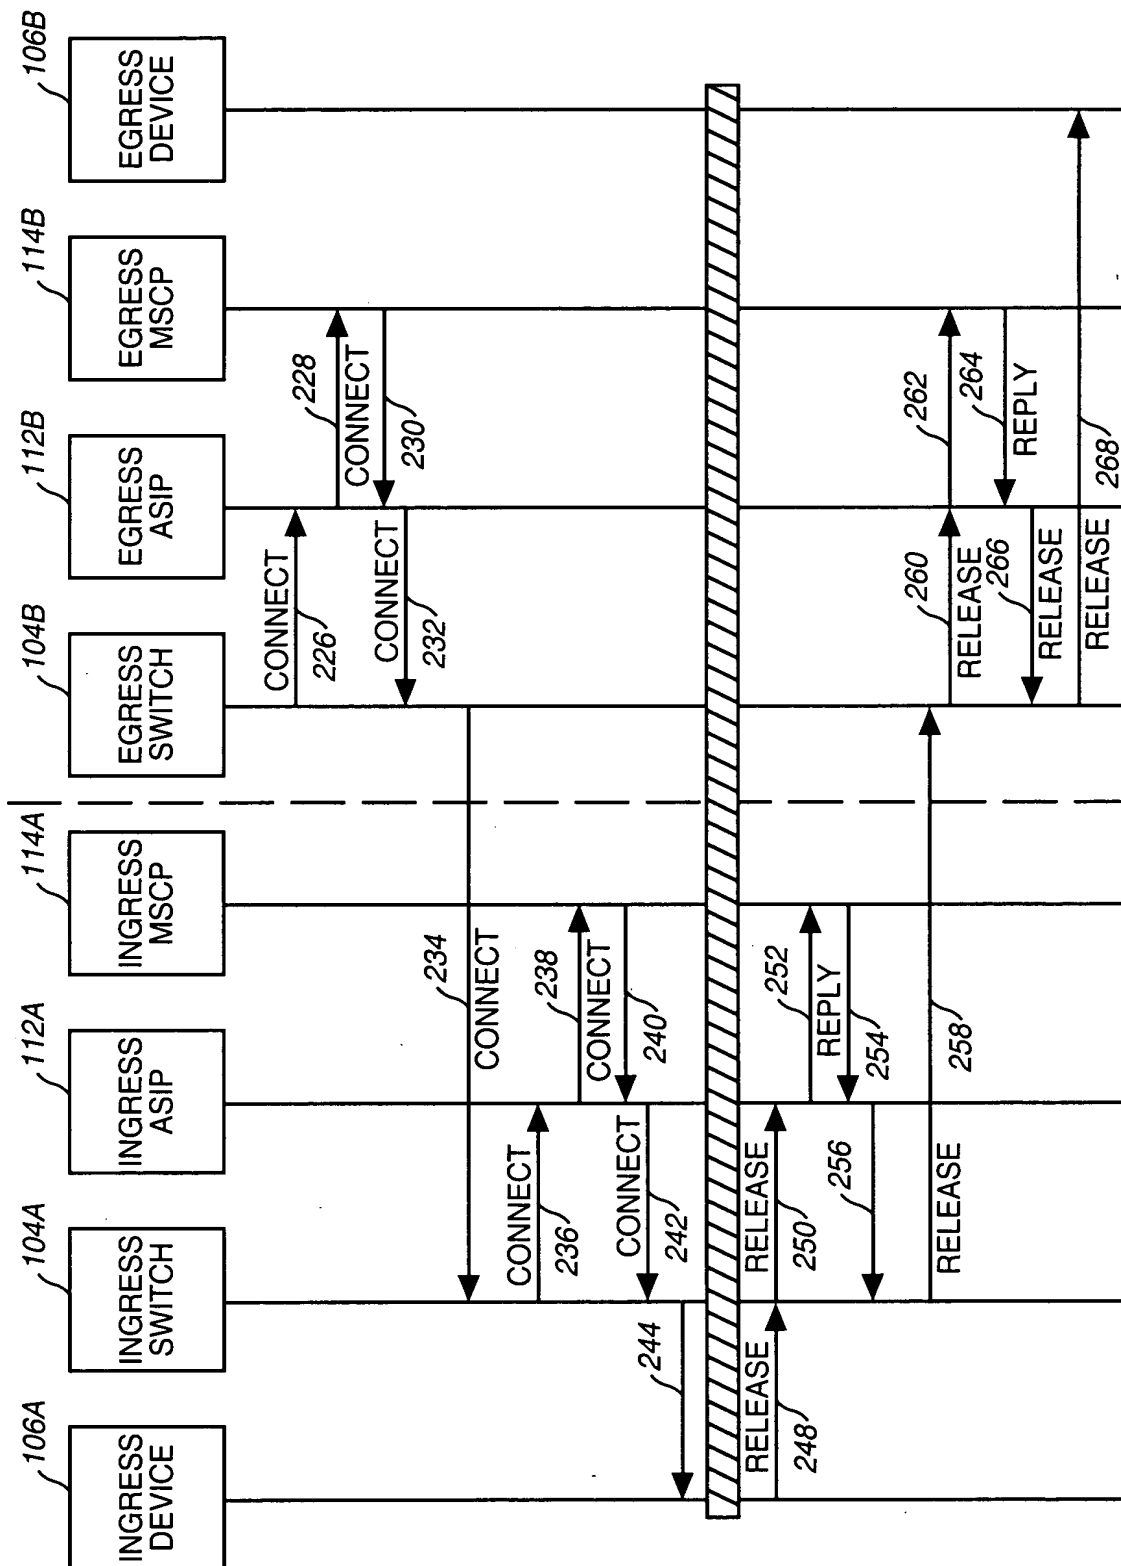 106A
INGRESS
DEVICE
104A
INGRESS
SWITCH
112A
INGRESS
ASIP
114A
INGRESS
MSCP
104B
EGRESS
SWITCH
112B
EGRESS
ASIP
114B
EGRESS
MSCP
106B
EGRESS
DEVICE
CONNECT
226
228
CONNECT
230
CONNECT
232
234
CONNECT
CONNECT
236
238
CONNECT
240
CONNECT
242
244
RELEASE
248
RELEASE
250
252
REPLY
254
256
258
RELEASE
260
RELEASE
262
264
REPLY
266
RELEASE
268
RELEASE